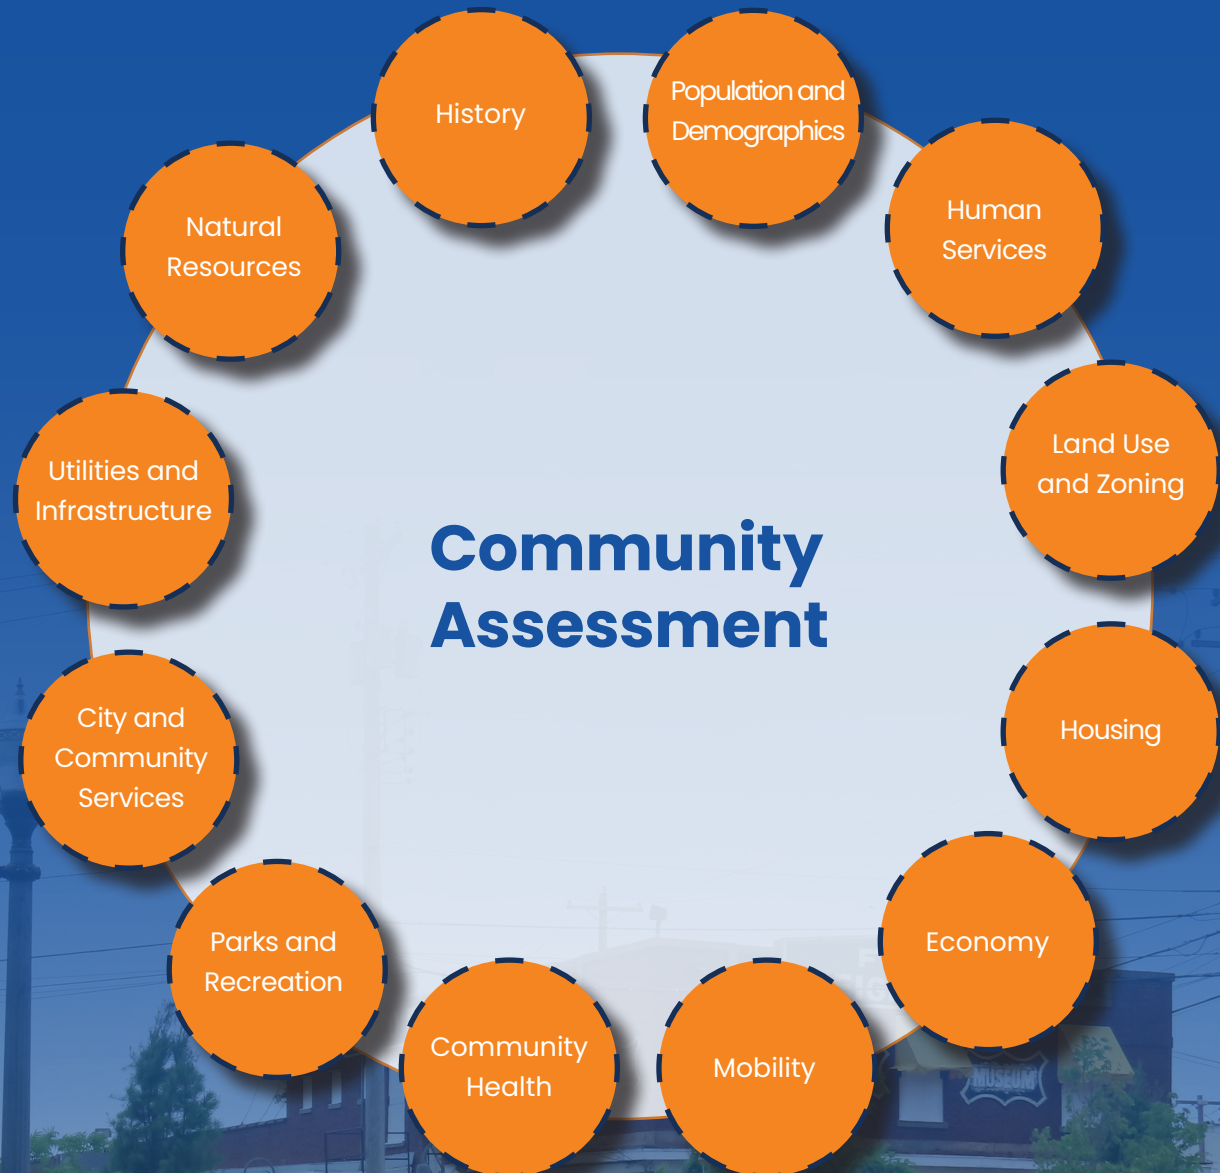 History
Population and
Demographics
Human
Services
Land Use
and Zoning
Housing
Economy
Mobility
Community
Health
Parks and
Recreation
City and
Community
Services
Utilities and
Infrastructure
Natural
Resources
Community
Assessment
MUSEUM